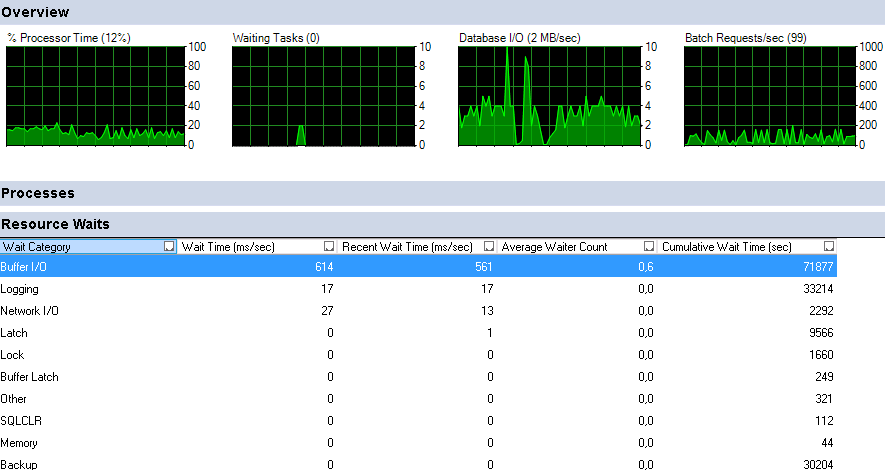 Overview
% Processor Time (12%) Waiting Tasks (0) Database I/O (2 MB/sec) Batch Requests/sec (99)
100 10 10 1000
80 8 8 800
60 6 6 600
40 4 4 400
20 2 2 200
0 0 0 0
Processes
Resource Waits
Wait Category Wait Time (ms/sec) Recent Wait Time (ms/sec) Average Waiter Count Cumulative Wait Time (sec)
Buffer I/O 614 561 0,6 71877
Logging 17 17 0,0 33214
Network I/O 27 13 0,0 2292
Latch 0 1 0,0 9566
Lock 0 0 0,0 1660
Buffer Latch 0 0 0,0 249
Other 0 0 0,0 321
SQLCLR 0 0 0,0 112
Memory 0 0 0,0 44
Backup 0 0 0,0 30204